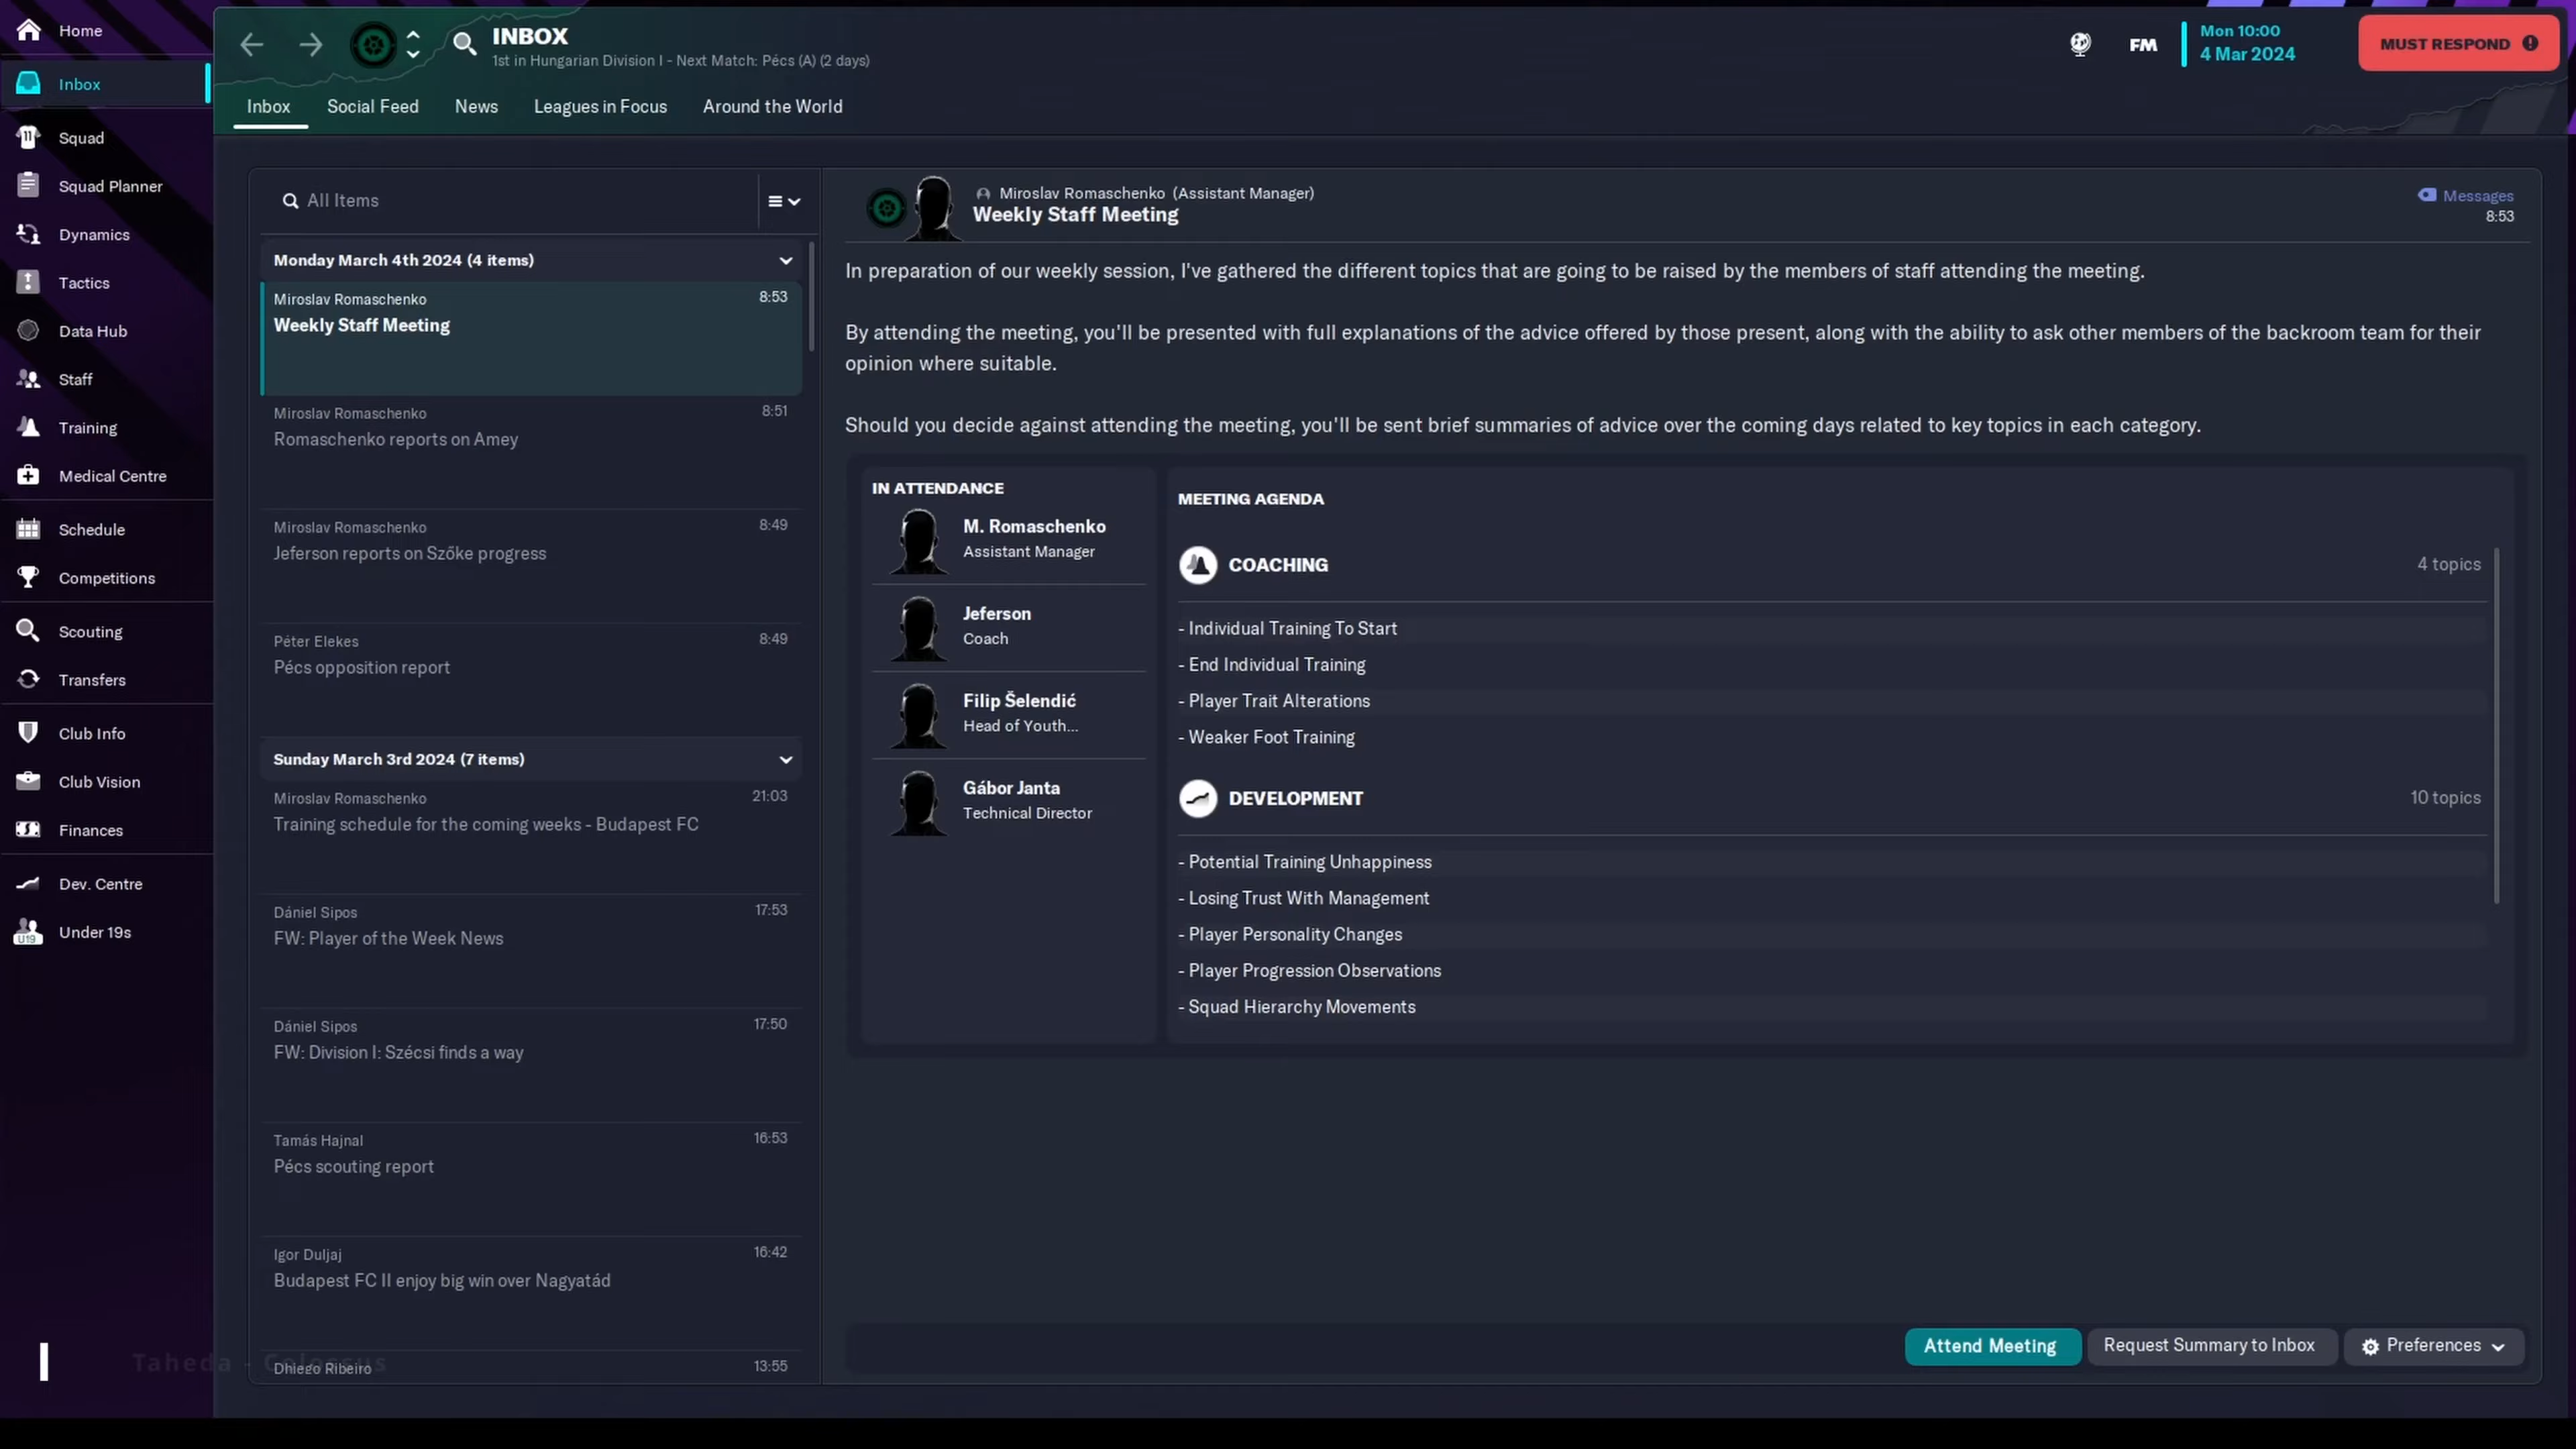 Home
Inbox
Squad
Squad Planner
Dynamics
Tactics
Data Hub
Staff
Training
Medical Centre
Schedule
Competitions
Scouting
Transfers
Club Info
Club Vision
Finances
Dev. Centre
U19
Under 19s
Taheda - Colossus
INBOX
1st in Hungarian Division I - Next Match: Pécs (A) (2 days)
FM
Mon 10:00
4 Mar 2024
MUST RESPOND
Inbox Social Feed News Leagues in Focus Around the World
All Items
Monday March 4th 2024 (4 items)
Miroslav Romaschenko 8:53
Weekly Staff Meeting
Miroslav Romaschenko 8:51
Romaschenko reports on Amey
Miroslav Romaschenko 8:49
Jeferson reports on Szőke progress
Péter Elekes 8:49
Pécs opposition report
Sunday March 3rd 2024 (7 items)
Miroslav Romaschenko 21:03
Training schedule for the coming weeks - Budapest FC
Dániel Sipos 17:53
FW: Player of the Week News
Dániel Sipos 17:50
FW: Division I: Szécsi finds a way
Tamás Hajnal 16:53
Pécs scouting report
Igor Duljaj 16:42
Budapest FC II enjoy big win over Nagyatád
Dhiego Ribeiro 13:55
Miroslav Romaschenko (Assistant Manager)
Weekly Staff Meeting
Messages
8:53
In preparation of our weekly session, I've gathered the different topics that are going to be raised by the members of staff attending the meeting.
By attending the meeting, you'll be presented with full explanations of the advice offered by those present, along with the ability to ask other members of the backroom team for their
opinion where suitable.
Should you decide against attending the meeting, you'll be sent brief summaries of advice over the coming days related to key topics in each category.
IN ATTENDANCE
M. Romaschenko
Assistant Manager
Jeferson
Coach
Filip Šelendić
Head of Youth...
Gábor Janta
Technical Director
MEETING AGENDA
COACHING 4 topics
- Individual Training To Start
- End Individual Training
- Player Trait Alterations
- Weaker Foot Training
DEVELOPMENT 10 topics
- Potential Training Unhappiness
- Losing Trust With Management
- Player Personality Changes
- Player Progression Observations
- Squad Hierarchy Movements
Attend Meeting Request Summary to Inbox Preferences